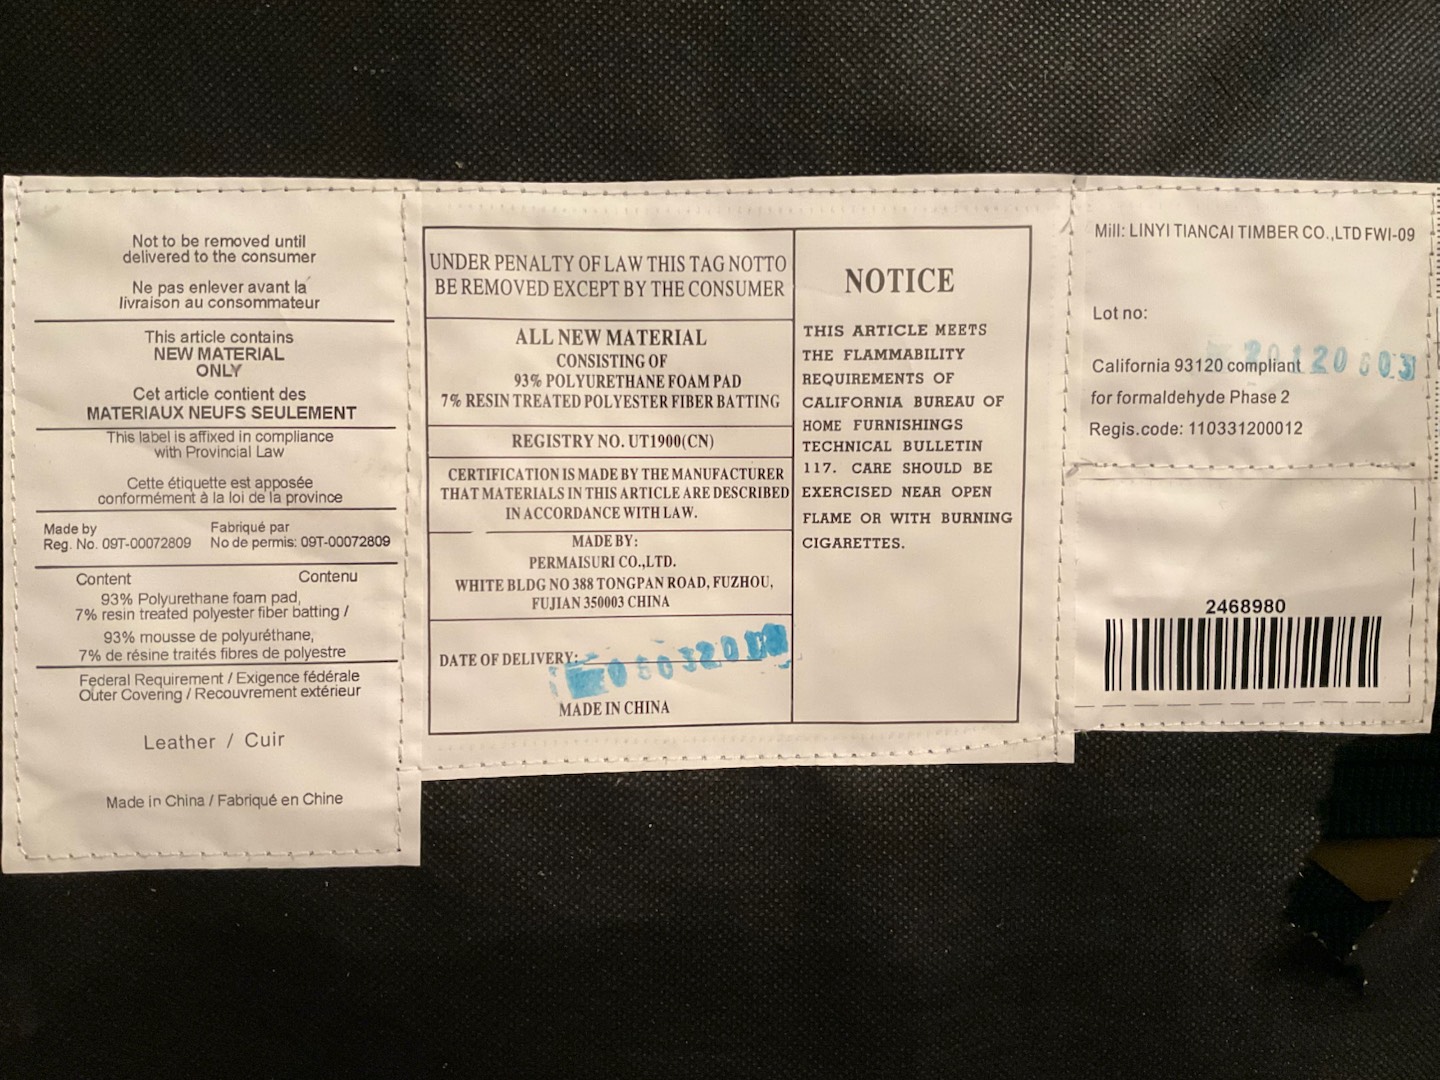 Not to be removed until
delivered to the consumer
Ne pas enlever avant la
livraison au consommateur
This article contains
NEW MATERIAL
ONLY
Cet article contient des
MATERIAUX NEUFS SEULEMENT
This label is affixed in compliance
with Provincial Law
Cette étiquette est apposée
conformément à la loi de la province
Made by
Reg. No. 09T-00072809
Fabriqué par
No de permis: 09T-00072809
Content Contenu
93% Polyurethane foam pad,
7% resin treated polyester fiber batting /
93% mousse de polyuréthane,
7% de résine traités fibres de polyestre
Federal Requirement / Exigence fédérale
Outer Covering / Recouvrement extérieur
Leather / Cuir
Made in China / Fabriqué en Chine
UNDER PENALTY OF LAW THIS TAG NOTTO
BE REMOVED EXCEPT BY THE CONSUMER
ALL NEW MATERIAL
CONSISTING OF
93% POLYURETHANE FOAM PAD
7% RESIN TREATED POLYESTER FIBER BATTING
REGISTRY NO. UT1900(CN)
CERTIFICATION IS MADE BY THE MANUFACTURER
THAT MATERIALS IN THIS ARTICLE ARE DESCRIBED
IN ACCORDANCE WITH LAW.
MADE BY:
PERMAISURI CO.,LTD.
WHITE BLDG NO 388 TONGPAN ROAD, FUZHOU,
FUJIAN 350003 CHINA
DATE OF DELIVERY:
MADE IN CHINA
NOTICE
THIS ARTICLE MEETS
THE FLAMMABILITY
REQUIREMENTS OF
CALIFORNIA BUREAU OF
HOME FURNISHINGS
TECHNICAL BULLETIN
117. CARE SHOULD BE
EXERCISED NEAR OPEN
FLAME OR WITH BURNING
CIGARETTES.
Mill: LINYI TIANCAI TIMBER CO.,LTD FWI-09
Lot no:
20120603
California 93120 compliant
for formaldehyde Phase 2
Regis.code: 110331200012
2468980